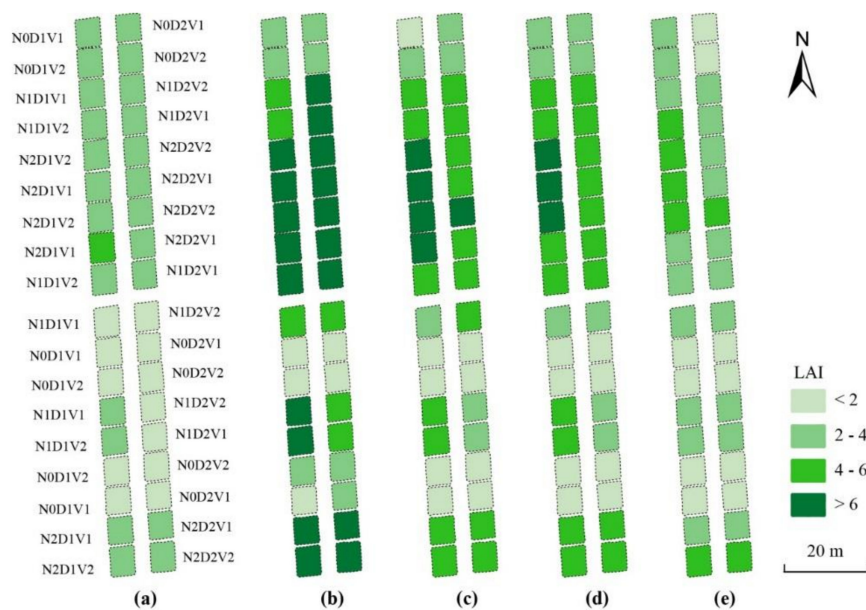 N0D1V1
N0D2V1
N0D1V2
N0D2V2
N1D1V1
N1D2V2
N1D1V2
N1D2V1
N2D1V2
N2D2V2
N2D1V1
N2D2V1
N2D1V2
N2D2V2
N2D1V1
N2D2V1
N1D1V2
N1D2V1
N1D1V1
N1D2V2
N0D1V1
N0D2V1
N0D1V2
N0D2V2
N1D1V1
N1D2V2
N1D1V2
N1D2V1
N0D1V2
N0D2V2
N0D1V1
N0D2V1
N2D1V1
N2D2V1
N2D1V2
N2D2V2
N
LAI
< 2
2 - 4
4 - 6
> 6
20 m
(a)
(b)
(c)
(d)
(e)